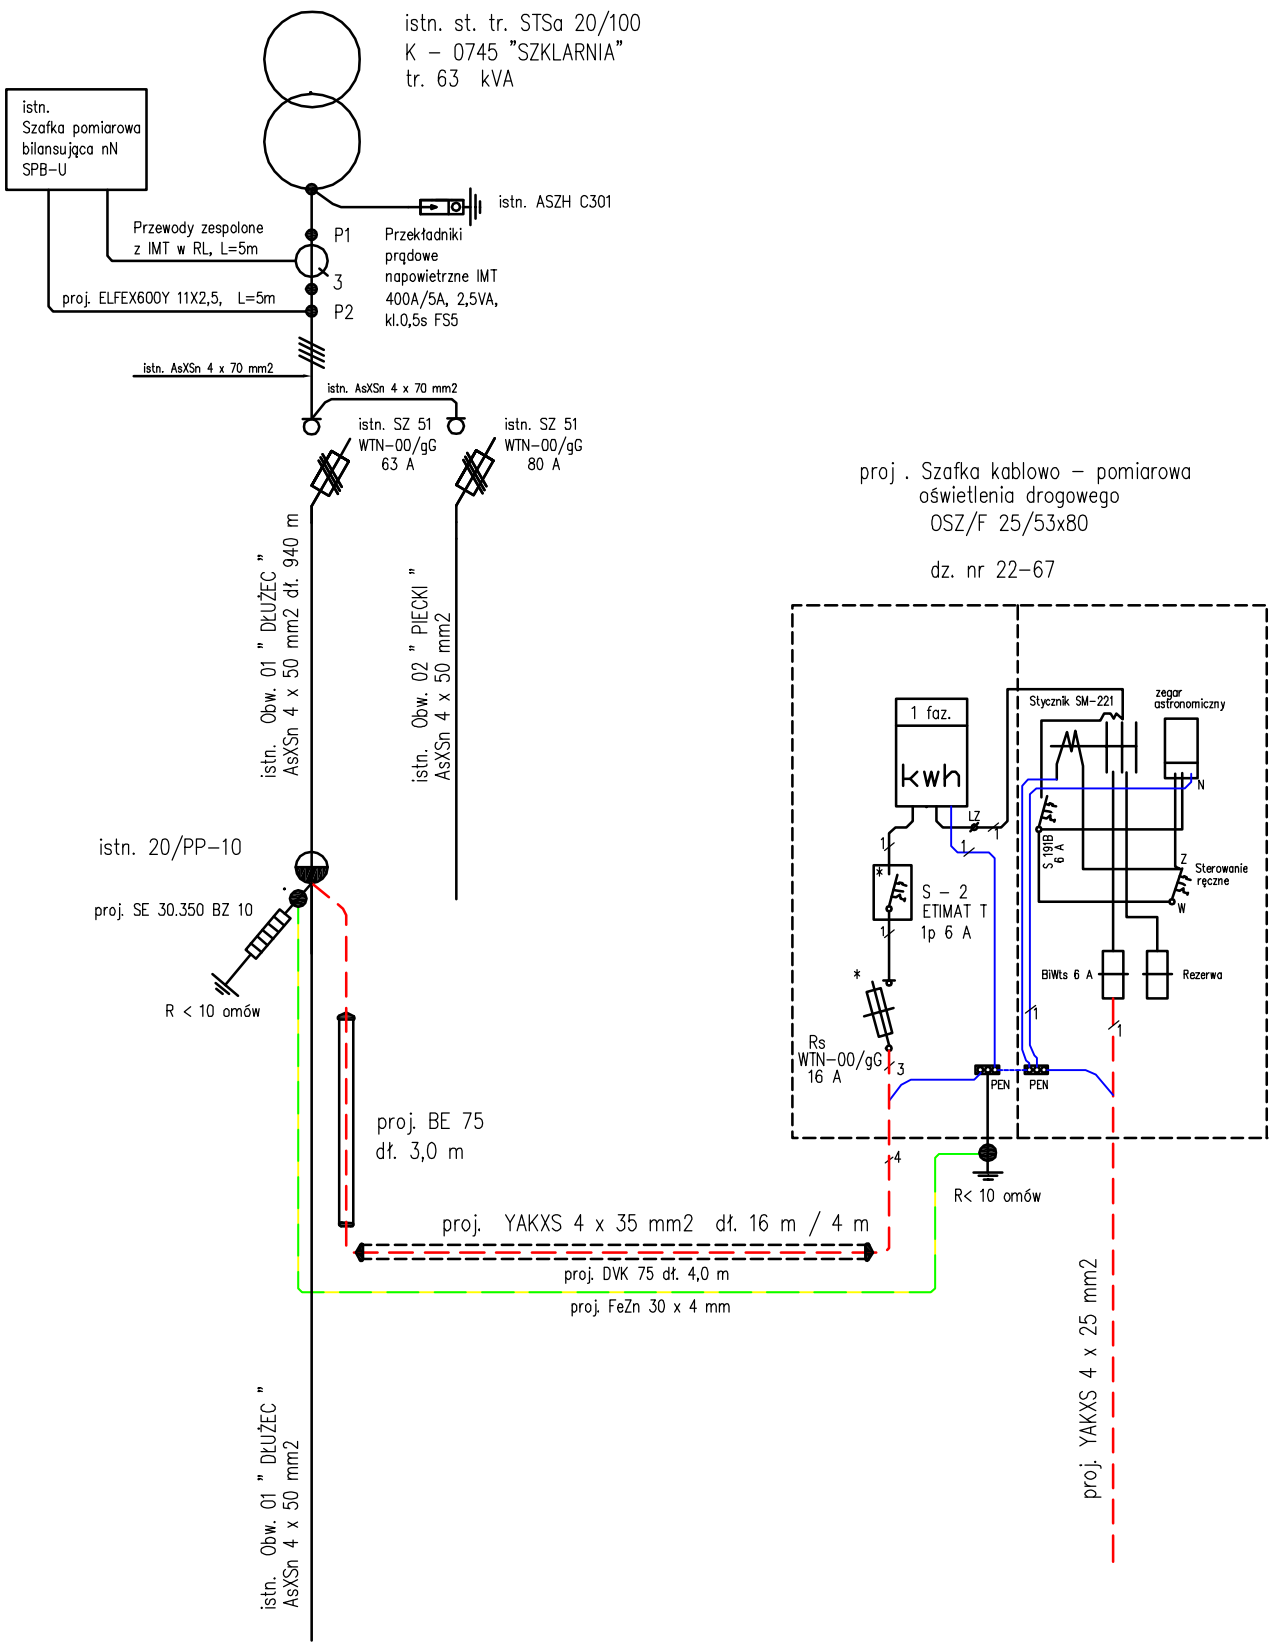 istn. st. tr. STSa 20/100
K – 0745 "SZKLARNIA"
tr. 63 kVA
istn.
Szafka pomiarowa
bilansująca nN
SPB–U
istn. ASZH C301
Przewody zespolone
z IMT w RL, L=5m
P1
3
P2
Przekładniki
prądowe
napowietrzne IMT
400A/5A, 2,5VA,
kl.0,5s FS5
proj. ELFEX600Y 11X2,5, L=5m
istn. AsXSn 4 x 70 mm2
istn. AsXSn 4 x 70 mm2
istn. SZ 51
WTN–00/gG
63 A
istn. SZ 51
WTN–00/gG
80 A
proj . Szafka kablowo – pomiarowa
oświetlenia drogowego
OSZ/F 25/53x80
dz. nr 22–67
istn. Obw. 01 " DŁUŻEC "
AsXSn 4 x 50 mm2 dł. 940 m
istn. Obw. 02 " PIECKI "
AsXSn 4 x 50 mm2
1 faz.
kwh
LZ
1
1
1
Stycznik SM–221
zegar
astronomiczny
N
S 191B
6 A
Z
Sterowanie
ręczne
W
*
S – 2
ETIMAT T
1p 6 A
1
*
Rs
WTN–00/gG
16 A
3
BiWts 6 A
Rezerwa
1
1
PEN
PEN
4
R< 10 omów
istn. 20/PP–10
proj. SE 30.350 BZ 10
R < 10 omów
proj. BE 75
dł. 3,0 m
proj. YAKXS 4 x 35 mm2 dł. 16 m / 4 m
proj. DVK 75 dł. 4,0 m
proj. FeZn 30 x 4 mm
proj. YAKXS 4 x 25 mm2
istn. Obw. 01 " DŁUŻEC "
AsXSn 4 x 50 mm2